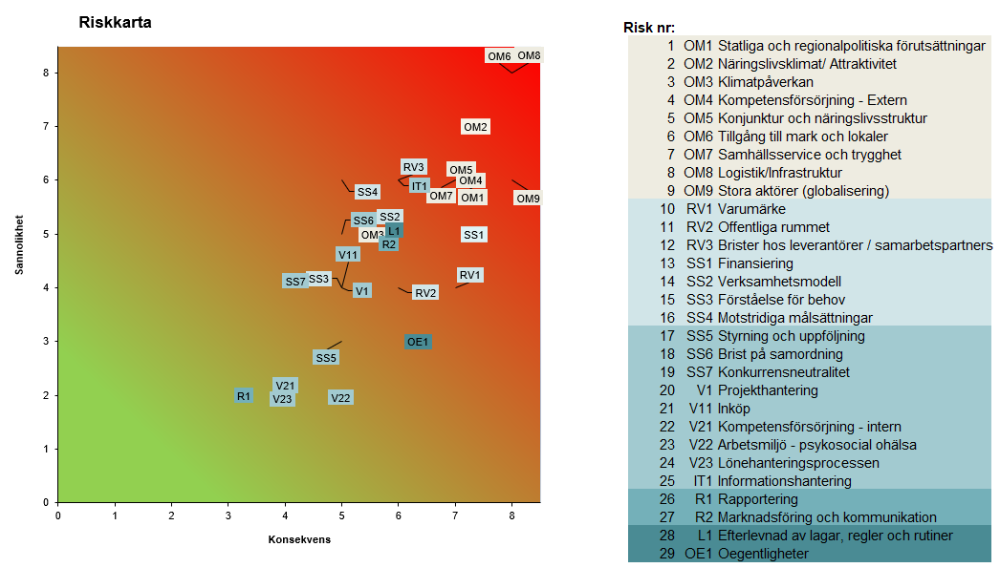 Riskkarta
Sannolikhet
8
7
6
5
4
3
2
1
0
OM6
OM8
OM2
RV3
OM5
IT1
OM4
SS4
OM7
OM1
OM9
SS6
SS2
OM3
L1
SS1
R2
V11
SS7
SS3
V1
RV1
RV2
OE1
SS5
R1
V21
V23
V22
0 1 2 3 4 5 6 7 8
Konsekvens
Risk nr:
1 OM1 Statliga och regionalpolitiska förutsättningar
2 OM2 Näringslivsklimat/ Attraktivitet
3 OM3 Klimatpåverkan
4 OM4 Kompetensförsörjning - Extern
5 OM5 Konjunktur och näringslivsstruktur
6 OM6 Tillgång till mark och lokaler
7 OM7 Samhällsservice och trygghet
8 OM8 Logistik/Infrastruktur
9 OM9 Stora aktörer (globalisering)
10 RV1 Varumärke
11 RV2 Offentliga rummet
12 RV3 Brister hos leverantörer / samarbetspartners
13 SS1 Finansiering
14 SS2 Verksamhetsmodell
15 SS3 Förståelse för behov
16 SS4 Motstridiga målsättningar
17 SS5 Styrning och uppföljning
18 SS6 Brist på samordning
19 SS7 Konkurrensneutralitet
20 V1 Projekthantering
21 V11 Inköp
22 V21 Kompetensförsörjning - intern
23 V22 Arbetsmiljö - psykosocial ohälsa
24 V23 Lönehanteringsprocessen
25 IT1 Informationshantering
26 R1 Rapportering
27 R2 Marknadsföring och kommunikation
28 L1 Efterlevnad av lagar, regler och rutiner
29 OE1 Oegentligheter